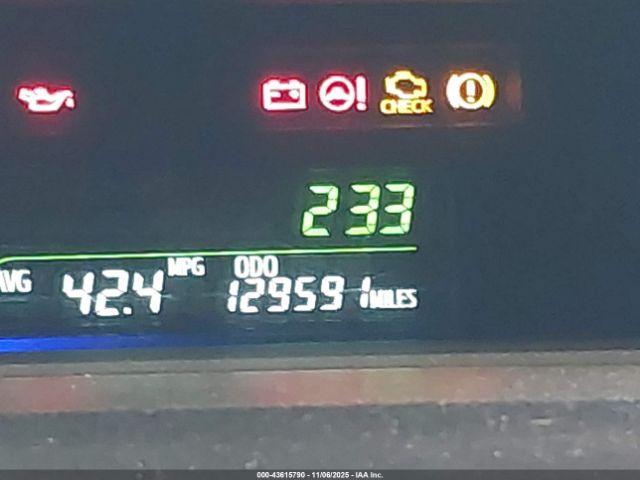 CHECK
233
AVG 42.4 MPG ODO 129591 MILES
000-43615790 - 11/06/2025 - IAA Inc.